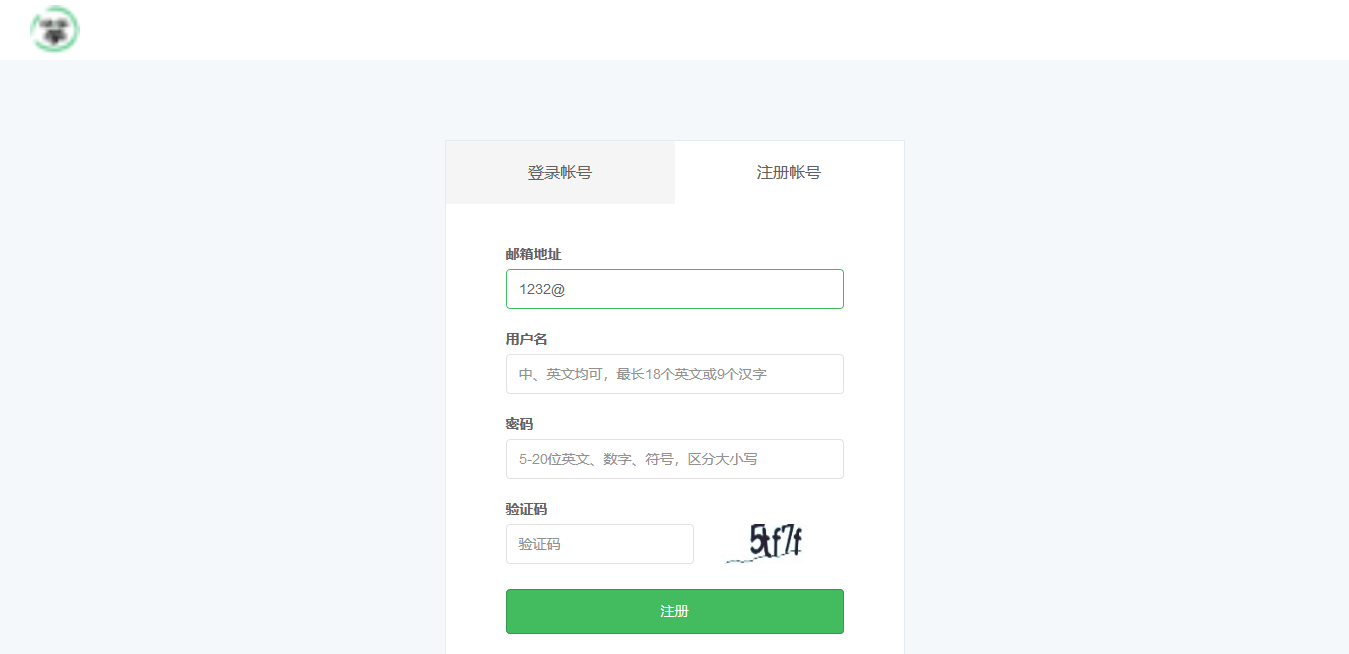 登录帐号
注册帐号
邮箱地址
1232@
用户名
中、英文均可，最长18个英文或9个汉字
密码
5-20位英文、数字、符号，区分大小写
验证码
验证码
5tf7f
注册